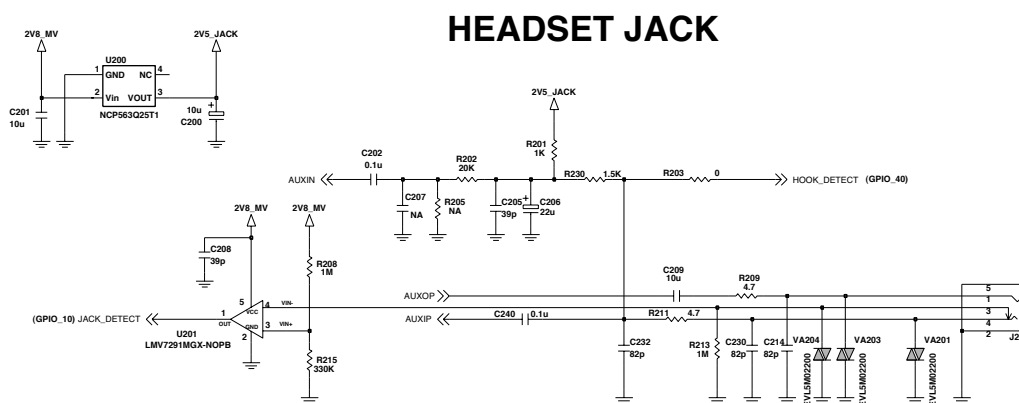 HEADSET JACK
2V8_MV
2V5_JACK
U200
1 GND NC 4
2 Vin VOUT 3
NCP563Q25T1
C201
10u
10u
C200
2V5_JACK
R201
1K
C202
0.1u
R202
20K
R230 1.5K
R203 0
AUXIN
HOOK_DETECT (GPIO_40)
C207
NA
R205
NA
C205
39p
C206
22u
2V8_MV
2V8_MV
C208
39p
R208
1M
C209
10u
R209
4.7
AUXOP
5
1
3
4
2
J2
5 VCC 4 VIN-
(GPIO_10) JACK_DETECT
1
OUT
GND 3 VIN+
2
U201
LMV7291MGX-NOPB
AUXIP
C240 0.1u
R211 4.7
R215
330K
C232
82p
R213
1M
C230
82p
C214
82p
VA204
EVL5M02200
VA203
EVL5M02200
VA201
EVL5M02200